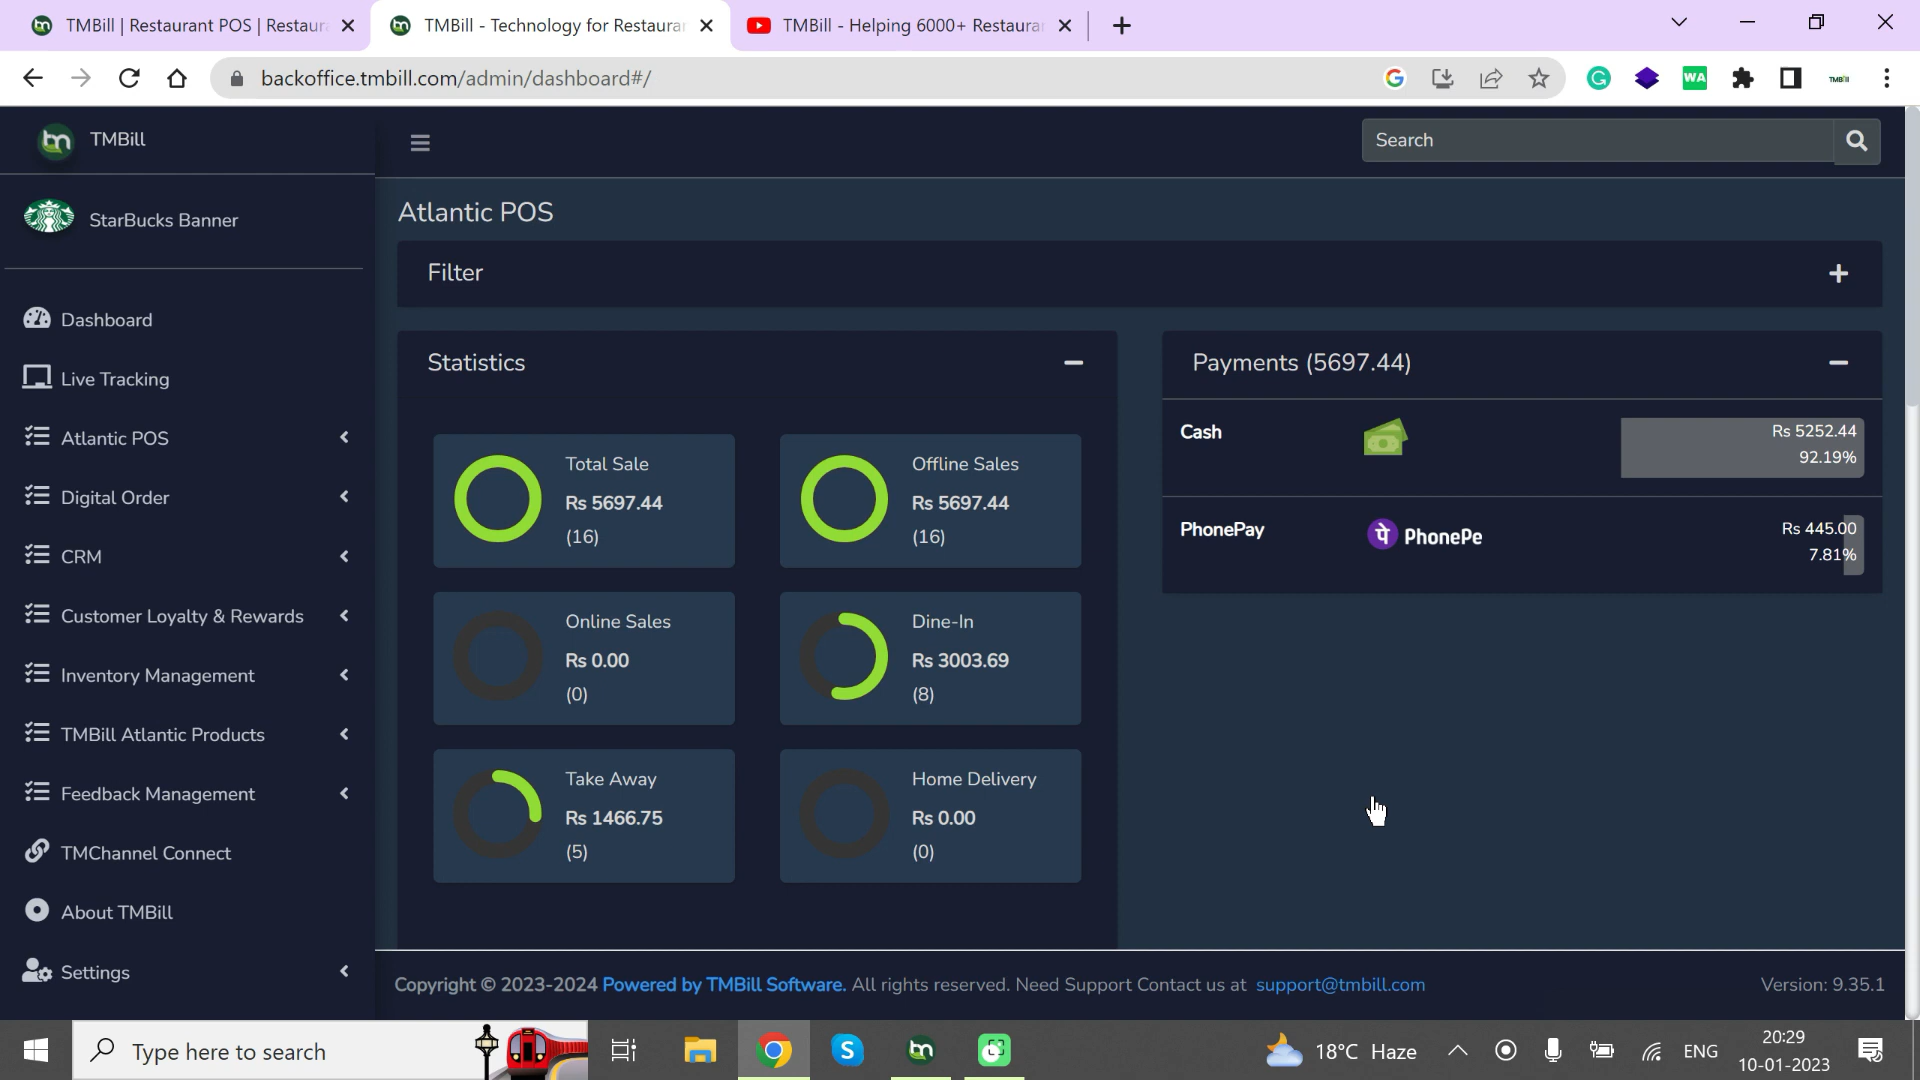 TMBill | Restaurant POS | Restaur
TMBill - Technology for Restaurar
TMBill - Helping 6000+ Restaurar
backoffice.tmbill.com/admin/dashboard#/
WA
TMBill
TMBill
Search
StarBucks Banner
Atlantic POS
Filter
Dashboard
Live Tracking
Atlantic POS
Digital Order
CRM
Customer Loyalty & Rewards
Inventory Management
TMBill Atlantic Products
Feedback Management
TMChannel Connect
About TMBill
Settings
Statistics
Total Sale
Rs 5697.44
(16)
Offline Sales
Rs 5697.44
(16)
Online Sales
Rs 0.00
(0)
Dine-In
Rs 3003.69
(8)
Take Away
Rs 1466.75
(5)
Home Delivery
Rs 0.00
(0)
Payments (5697.44)
Cash
Rs 5252.44
92.19%
PhonePay
पे PhonePe
Rs 445.00
7.81%
Copyright © 2023-2024 Powered by TMBill Software. All rights reserved. Need Support Contact us at support@tmbill.com
Version: 9.35.1
Type here to search
18°C Haze
ENG
20:29
10-01-2023